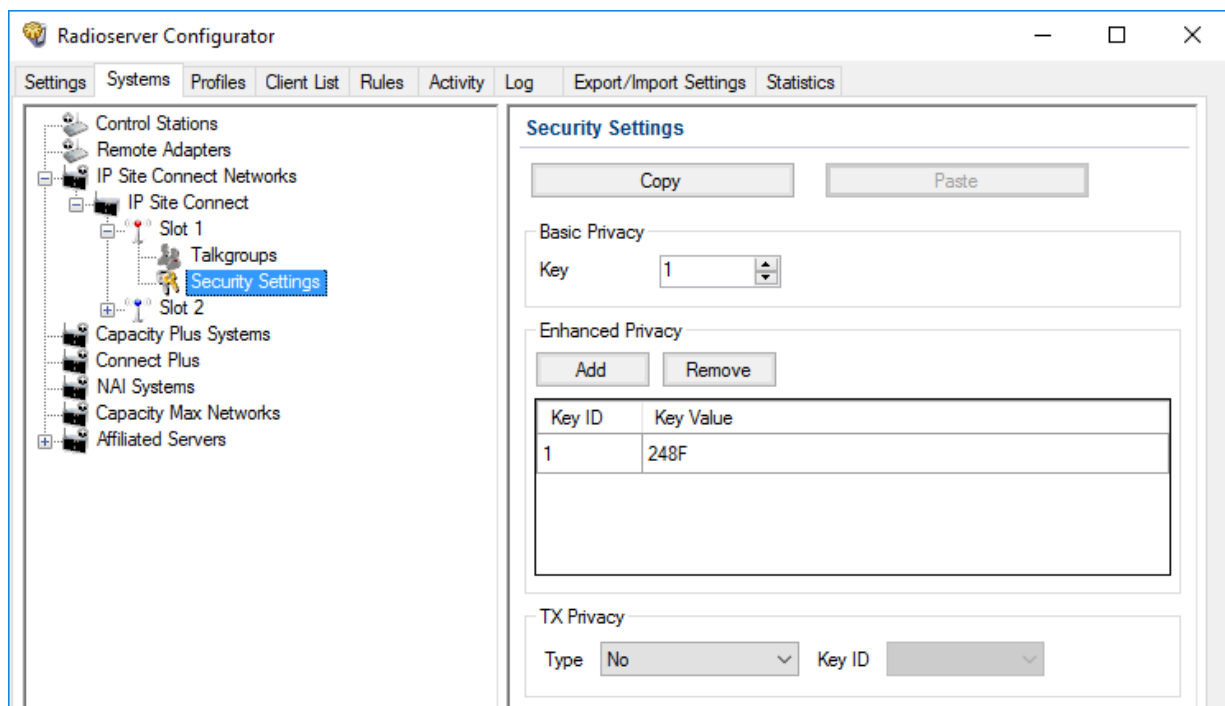 Radioserver Configurator
Settings Systems Profiles Client List Rules Activity Log Export/Import Settings Statistics
Control Stations
Remote Adapters
IP Site Connect Networks
IP Site Connect
Slot 1
Talkgroups
Security Settings
Slot 2
Capacity Plus Systems
Connect Plus
NAI Systems
Capacity Max Networks
Affiliated Servers
Security Settings
Copy Paste
Basic Privacy
Key 1
Enhanced Privacy
Add Remove
Key ID Key Value
1 248F
TX Privacy
Type No Key ID